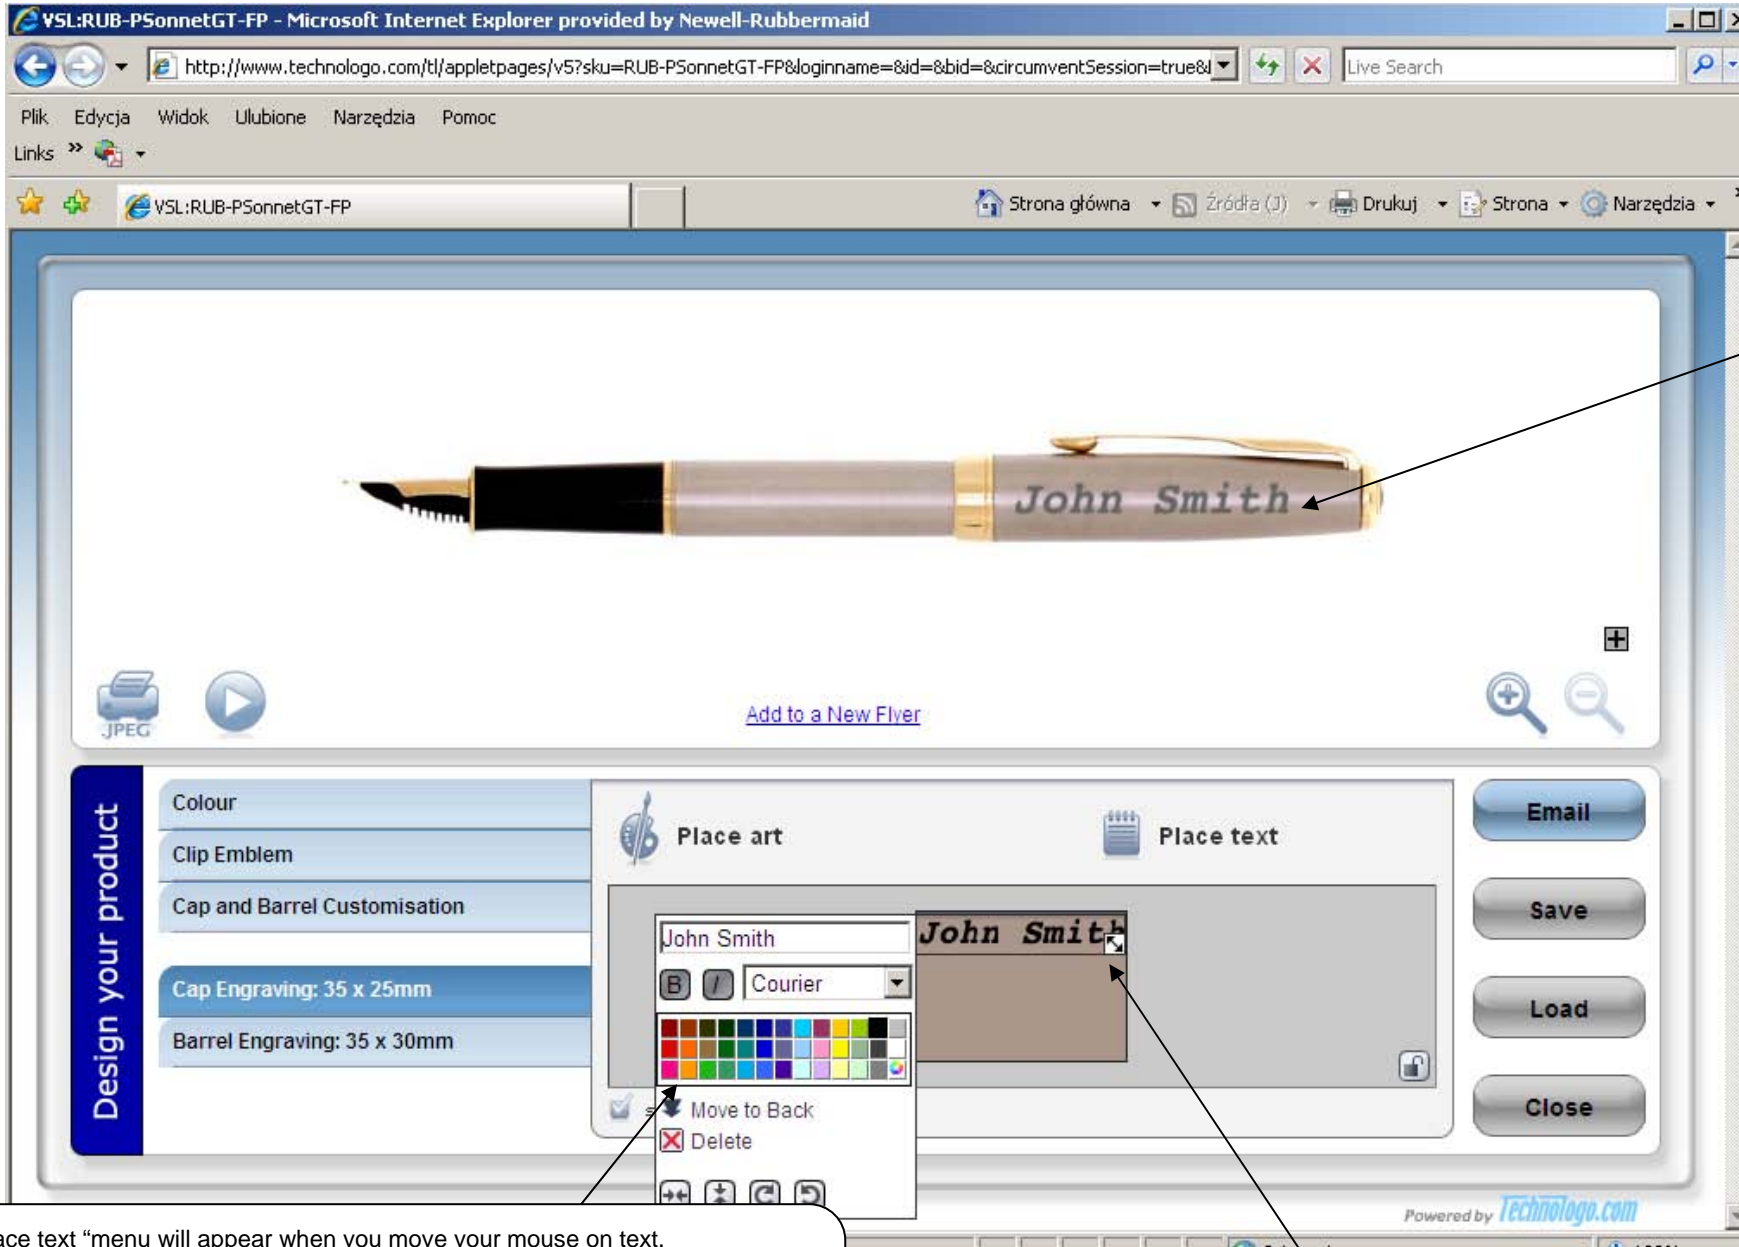 VSL:RUB-PSonnetGT-FP - Microsoft Internet Explorer provided by Newell-Rubbermaid
http://www.technologo.com/tl/appletpages/v5?sku=RUB-PSonnetGT-FP&loginname=&id=&bid=&circumventSession=true&
Live Search
Plik Edycja Widok Ulubione Narzędzia Pomoc
Links »
VSL:RUB-PSonnetGT-FP
Strona główna Źródła (J) Drukuj Strona Narzędzia
John Smith
JPEG
Add to a New Flyer
Design your product
Colour
Clip Emblem
Cap and Barrel Customisation
Cap Engraving: 35 x 25mm
Barrel Engraving: 35 x 30mm
Place art
Place text
John Smith
John Smith
B I Courier
Move to Back
Delete
Email
Save
Load
Close
Powered by Technologo.com
text “menu will appear when you move your mouse on text.